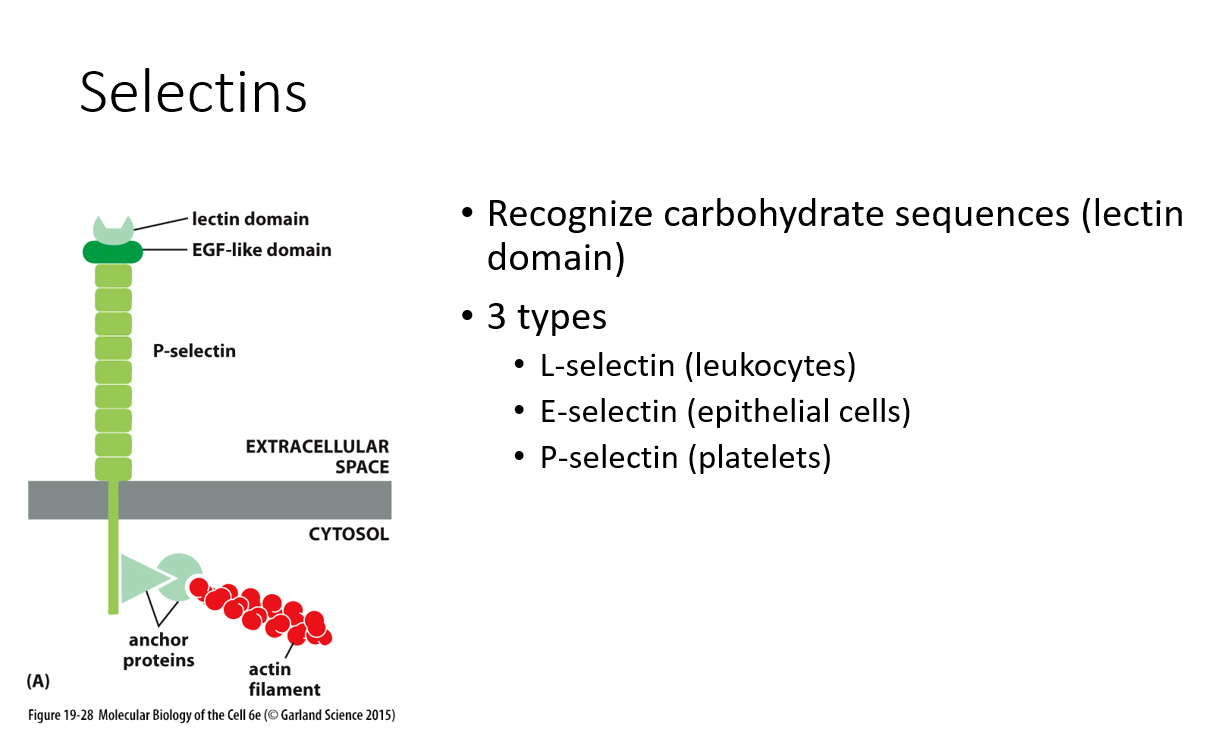 Selectins
lectin domain
EGF-like domain
P-selectin
EXTRACELLULAR
SPACE
CYTOSOL
anchor
proteins
actin
filament
(A)
Figure 19-28 Molecular Biology of the Cell 6e (© Garland Science 2015)
• Recognize carbohydrate sequences (lectin
domain)
• 3 types
• L-selectin (leukocytes)
• E-selectin (epithelial cells)
• P-selectin (platelets)